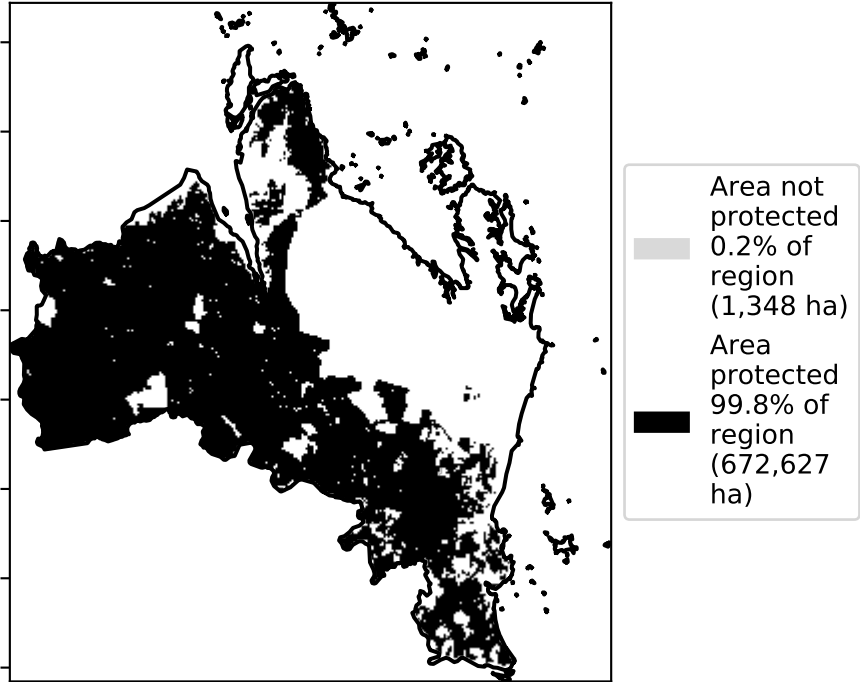 Area not
protected
0.2% of
region
(1,348 ha)
Area
protected
99.8% of
region
(672,627
ha)